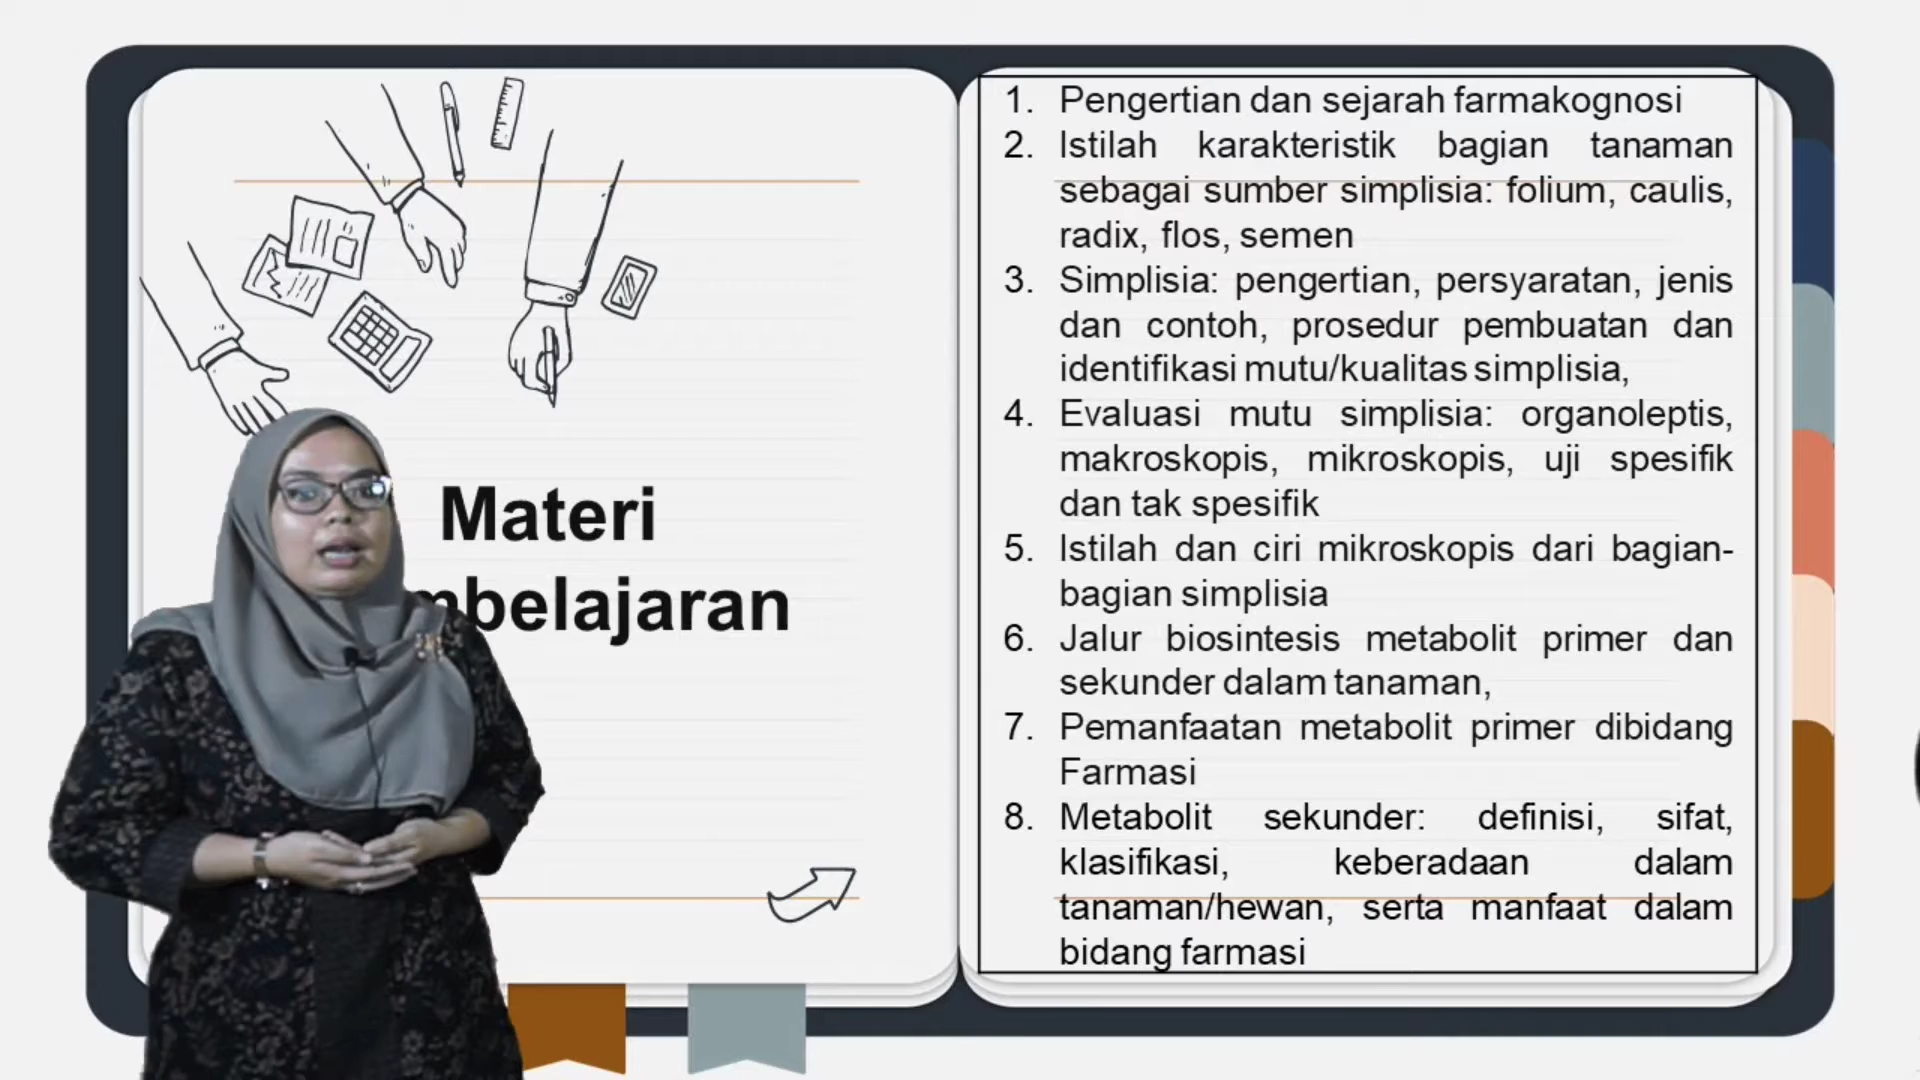 Materi
1. Pengertian dan sejarah farmakognosi
2. Istilah karakteristik bagian tanaman
sebagai sumber simplisia: folium, caulis,
radix, flos, semen
3. Simplisia: pengertian, persyaratan, jenis
dan contoh, prosedur pembuatan dan
identifikasi mutu/kualitas simplisia,
4. Evaluasi mutu simplisia: organoleptis,
makroskopis, mikroskopis, uji spesifik
dan tak spesifik
5. Istilah dan ciri mikroskopis dari bagian-
bagian simplisia
6. Jalur biosintesis metabolit primer dan
sekunder dalam tanaman,
7. Pemanfaatan metabolit primer dibidang
Farmasi
8. Metabolit sekunder: definisi, sifat,
klasifikasi, keberadaan dalam
tanaman/hewan, serta manfaat dalam
bidang farmasi